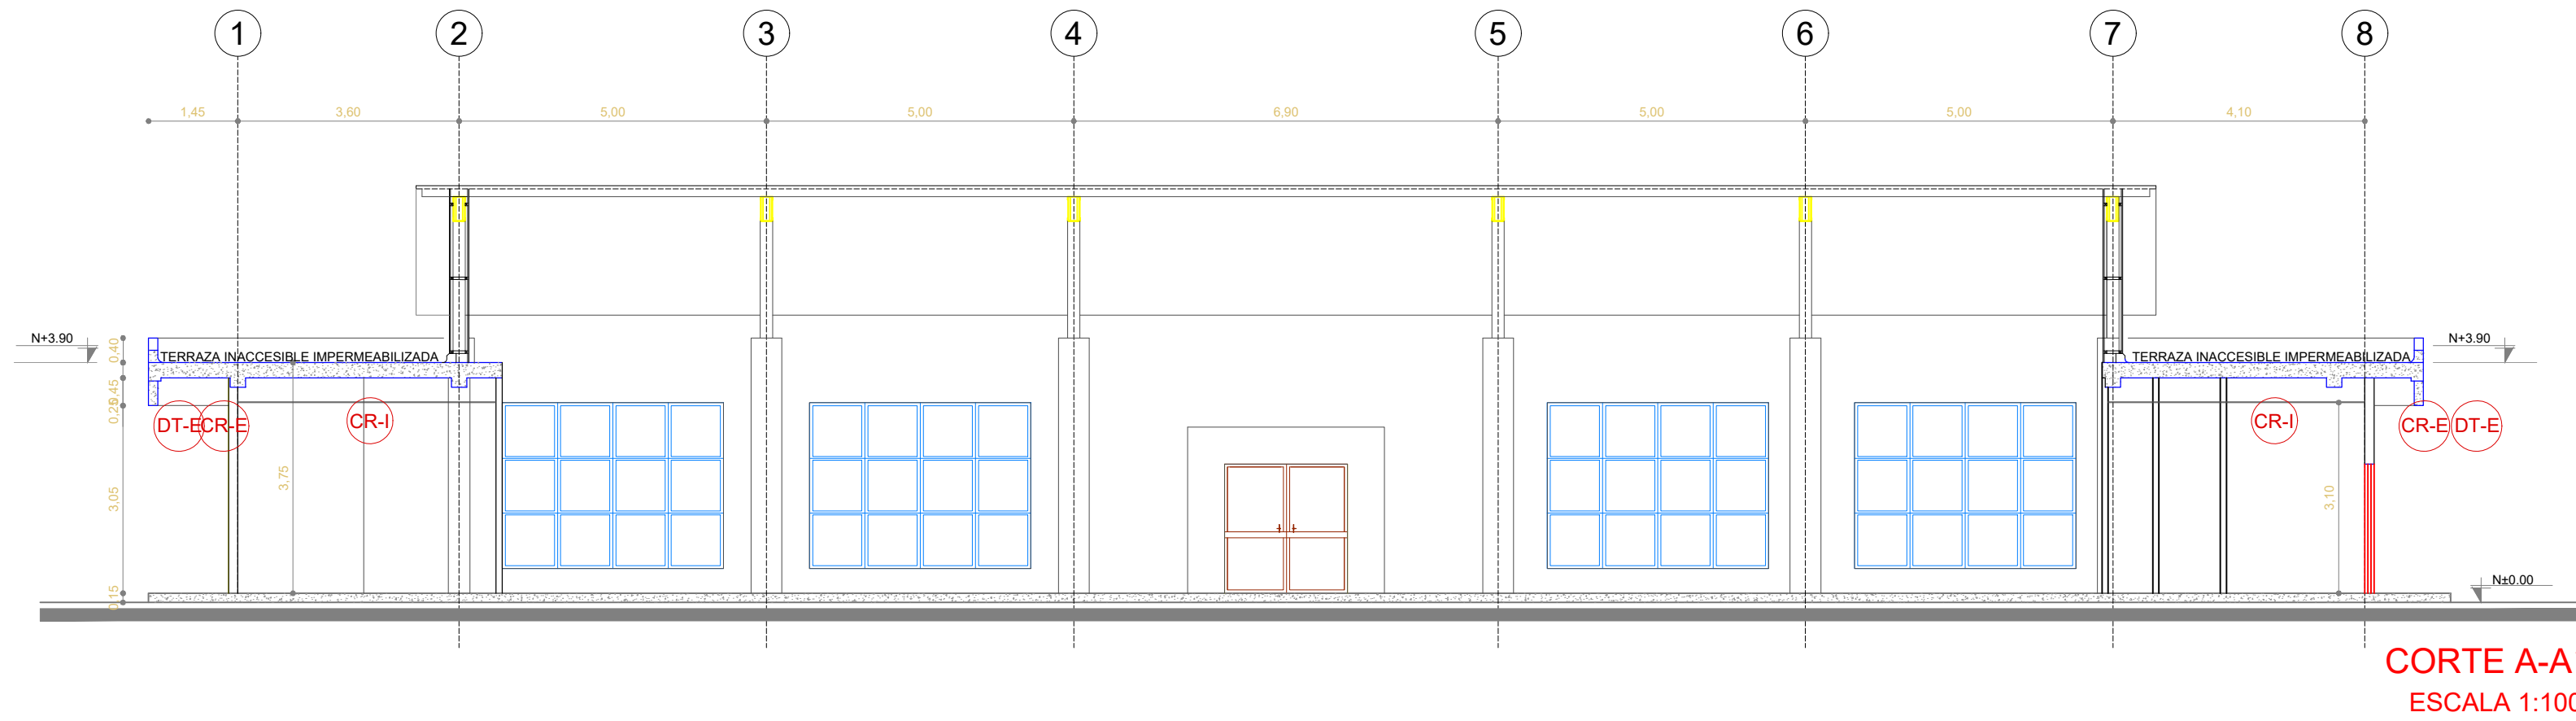 1 2 3 4 5 6 7 8
1,45 3,60 5,00 5,00 6,90 5,00 5,00 4,10
N+3.90 0,40 N+3.90
TERRAZA INACCESIBLE IMPERMEABILIZADA TERRAZA INACCESIBLE IMPERMEABILIZADA
0,45
0,25
DT-E CR-E CR-I CR-I CR-E DT-E
3,05 3,75 3,10
0,15 N±0.00
CORTE A-A
ESCALA 1:100